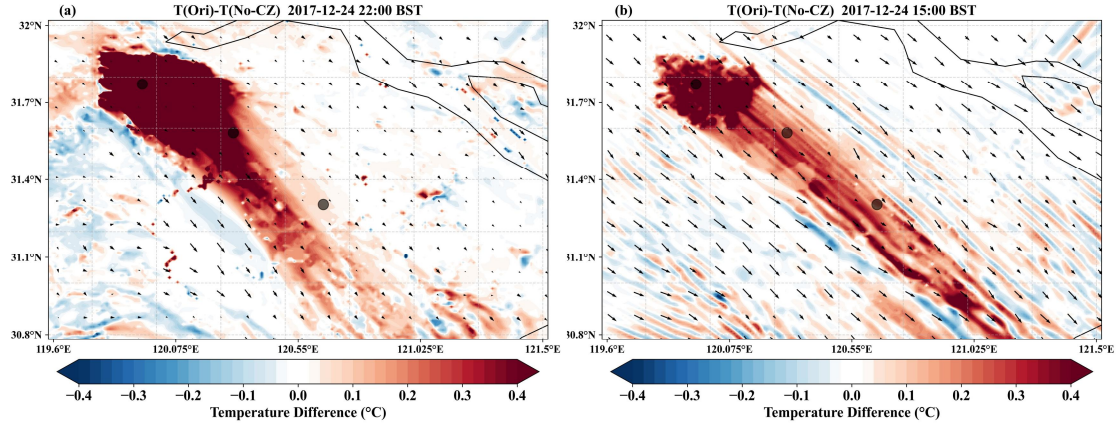 (a) T(Ori)-T(No-CZ) 2017-12-24 22:00 BST
32°N
31.7°N
31.4°N
31.1°N
30.8°N
119.6°E 120.075°E 120.55°E 121.025°E 121.5°E
−0.4 −0.3 −0.2 −0.1 0.0 0.1 0.2 0.3 0.4
Temperature Difference (°C)
(b) T(Ori)-T(No-CZ) 2017-12-24 15:00 BST
32°N
31.7°N
31.4°N
31.1°N
30.8°N
119.6°E 120.075°E 120.55°E 121.025°E 121.5°E
−0.4 −0.3 −0.2 −0.1 0.0 0.1 0.2 0.3 0.4
Temperature Difference (°C)